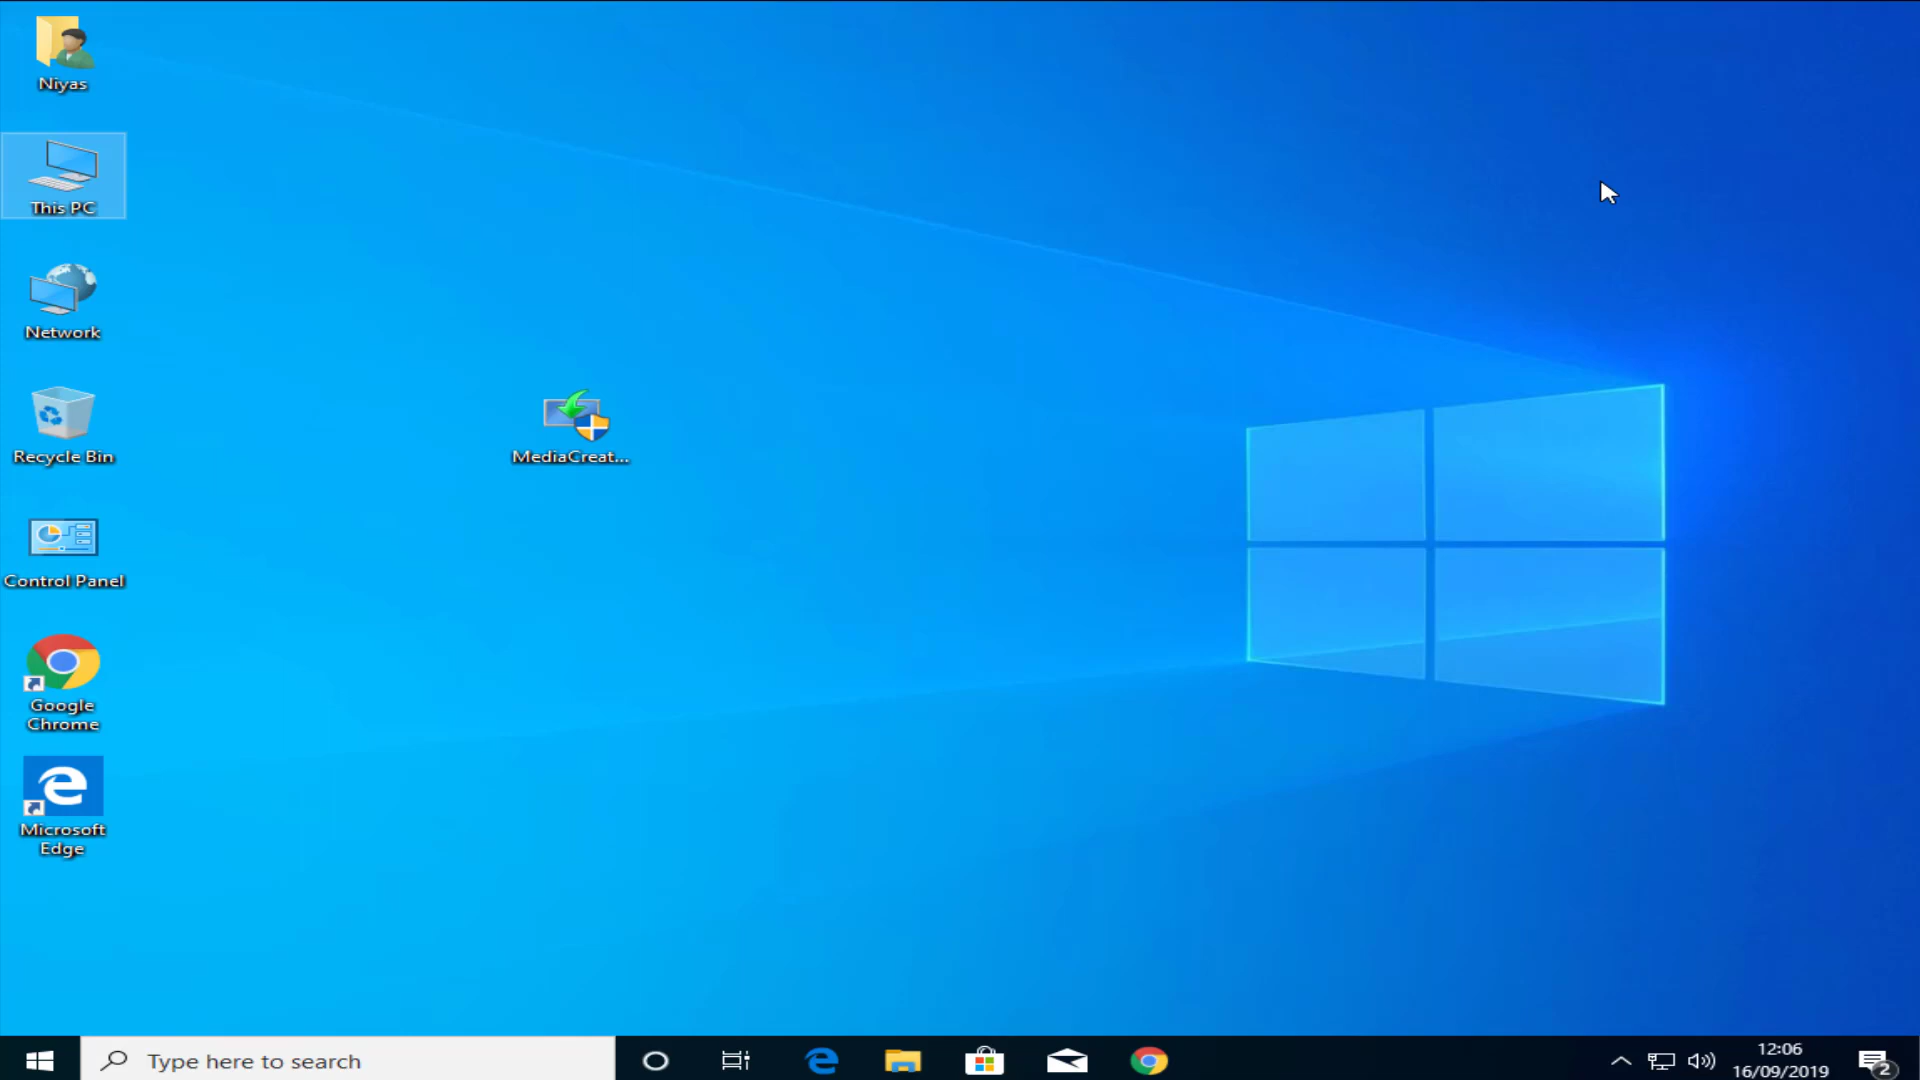 Niyas
This PC
Network
Recycle Bin
MediaCreat...
Control Panel
Google
Chrome
Microsoft
Edge
Type here to search
12:06
16/09/2019
2